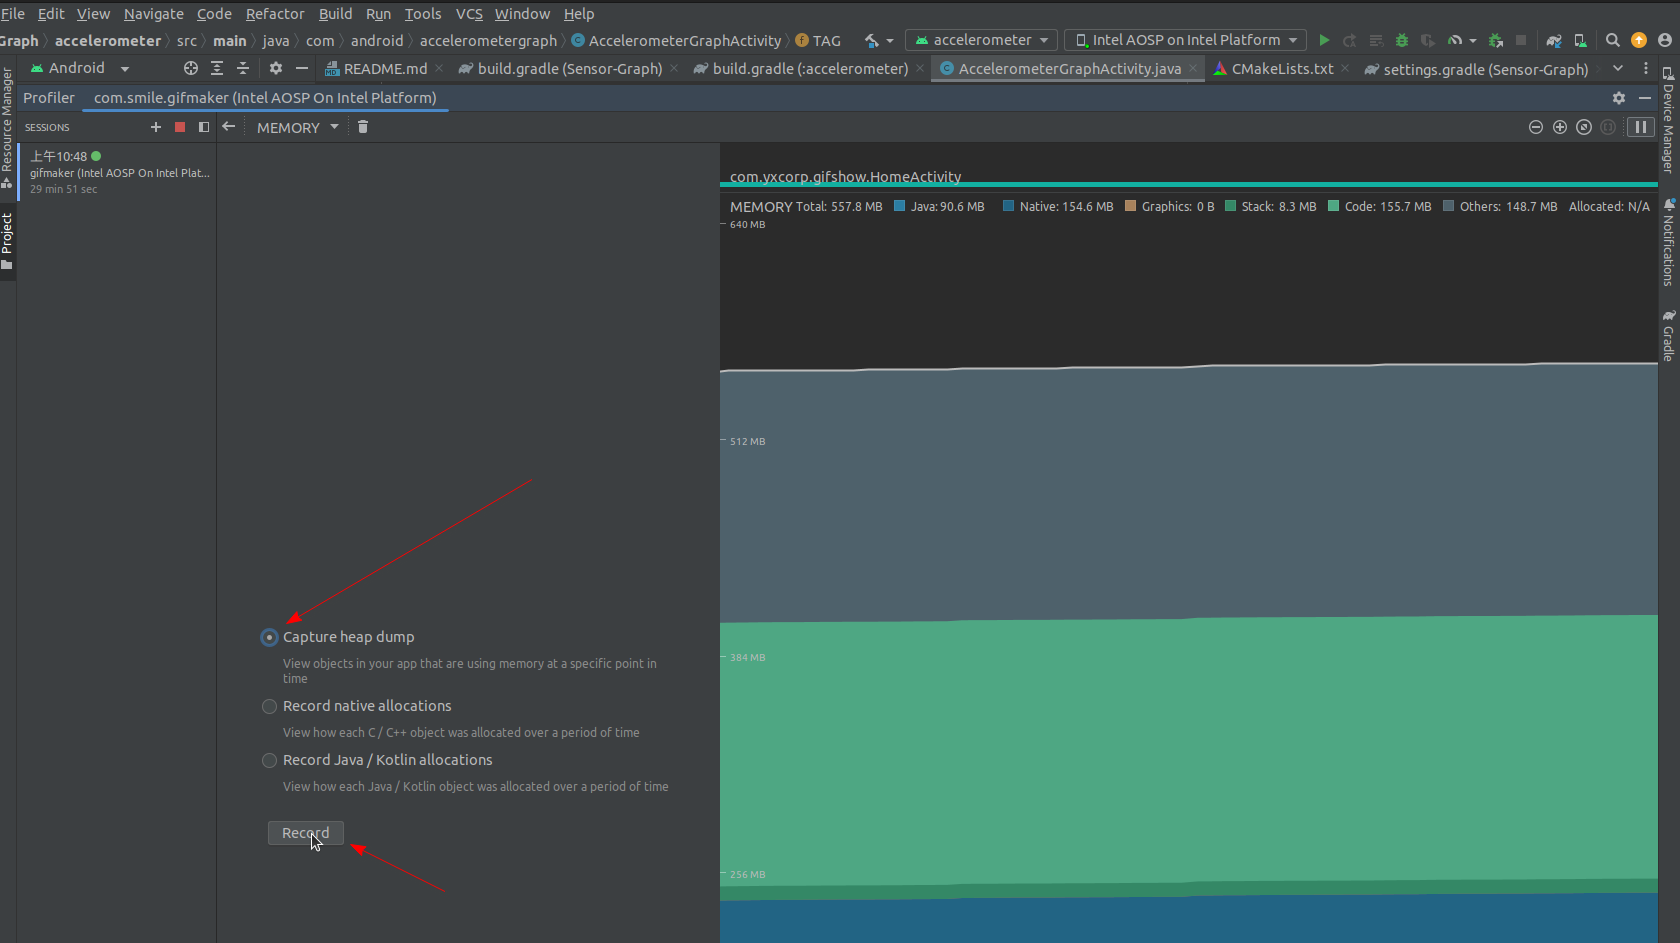 File Edit View Navigate Code Refactor Build Run Tools VCS Window Help
Graph accelerometer src main java com android accelerometergraph C AccelerometerGraphActivity f TAG accelerometer Intel AOSP on Intel Platform
Android README.md build.gradle (Sensor-Graph) build.gradle (:accelerometer) C AccelerometerGraphActivity.java CMakeLists.txt settings.gradle (Sensor-Graph)
Profiler com.smile.gifmaker (Intel AOSP On Intel Platform)
SESSIONS MEMORY
上午10:48
gifmaker (Intel AOSP On Intel Plat...
29 min 51 sec
Resource Manager
Project
com.yxcorp.gifshow.HomeActivity
MEMORY Total: 557.8 MB Java: 90.6 MB Native: 154.6 MB Graphics: 0 B Stack: 8.3 MB Code: 155.7 MB Others: 148.7 MB Allocated: N/A
640 MB
512 MB
384 MB
256 MB
Capture heap dump
View objects in your app that are using memory at a specific point in
time
Record native allocations
View how each C / C++ object was allocated over a period of time
Record Java / Kotlin allocations
View how each Java / Kotlin object was allocated over a period of time
Record
Device Manager
Notifications
Gradle